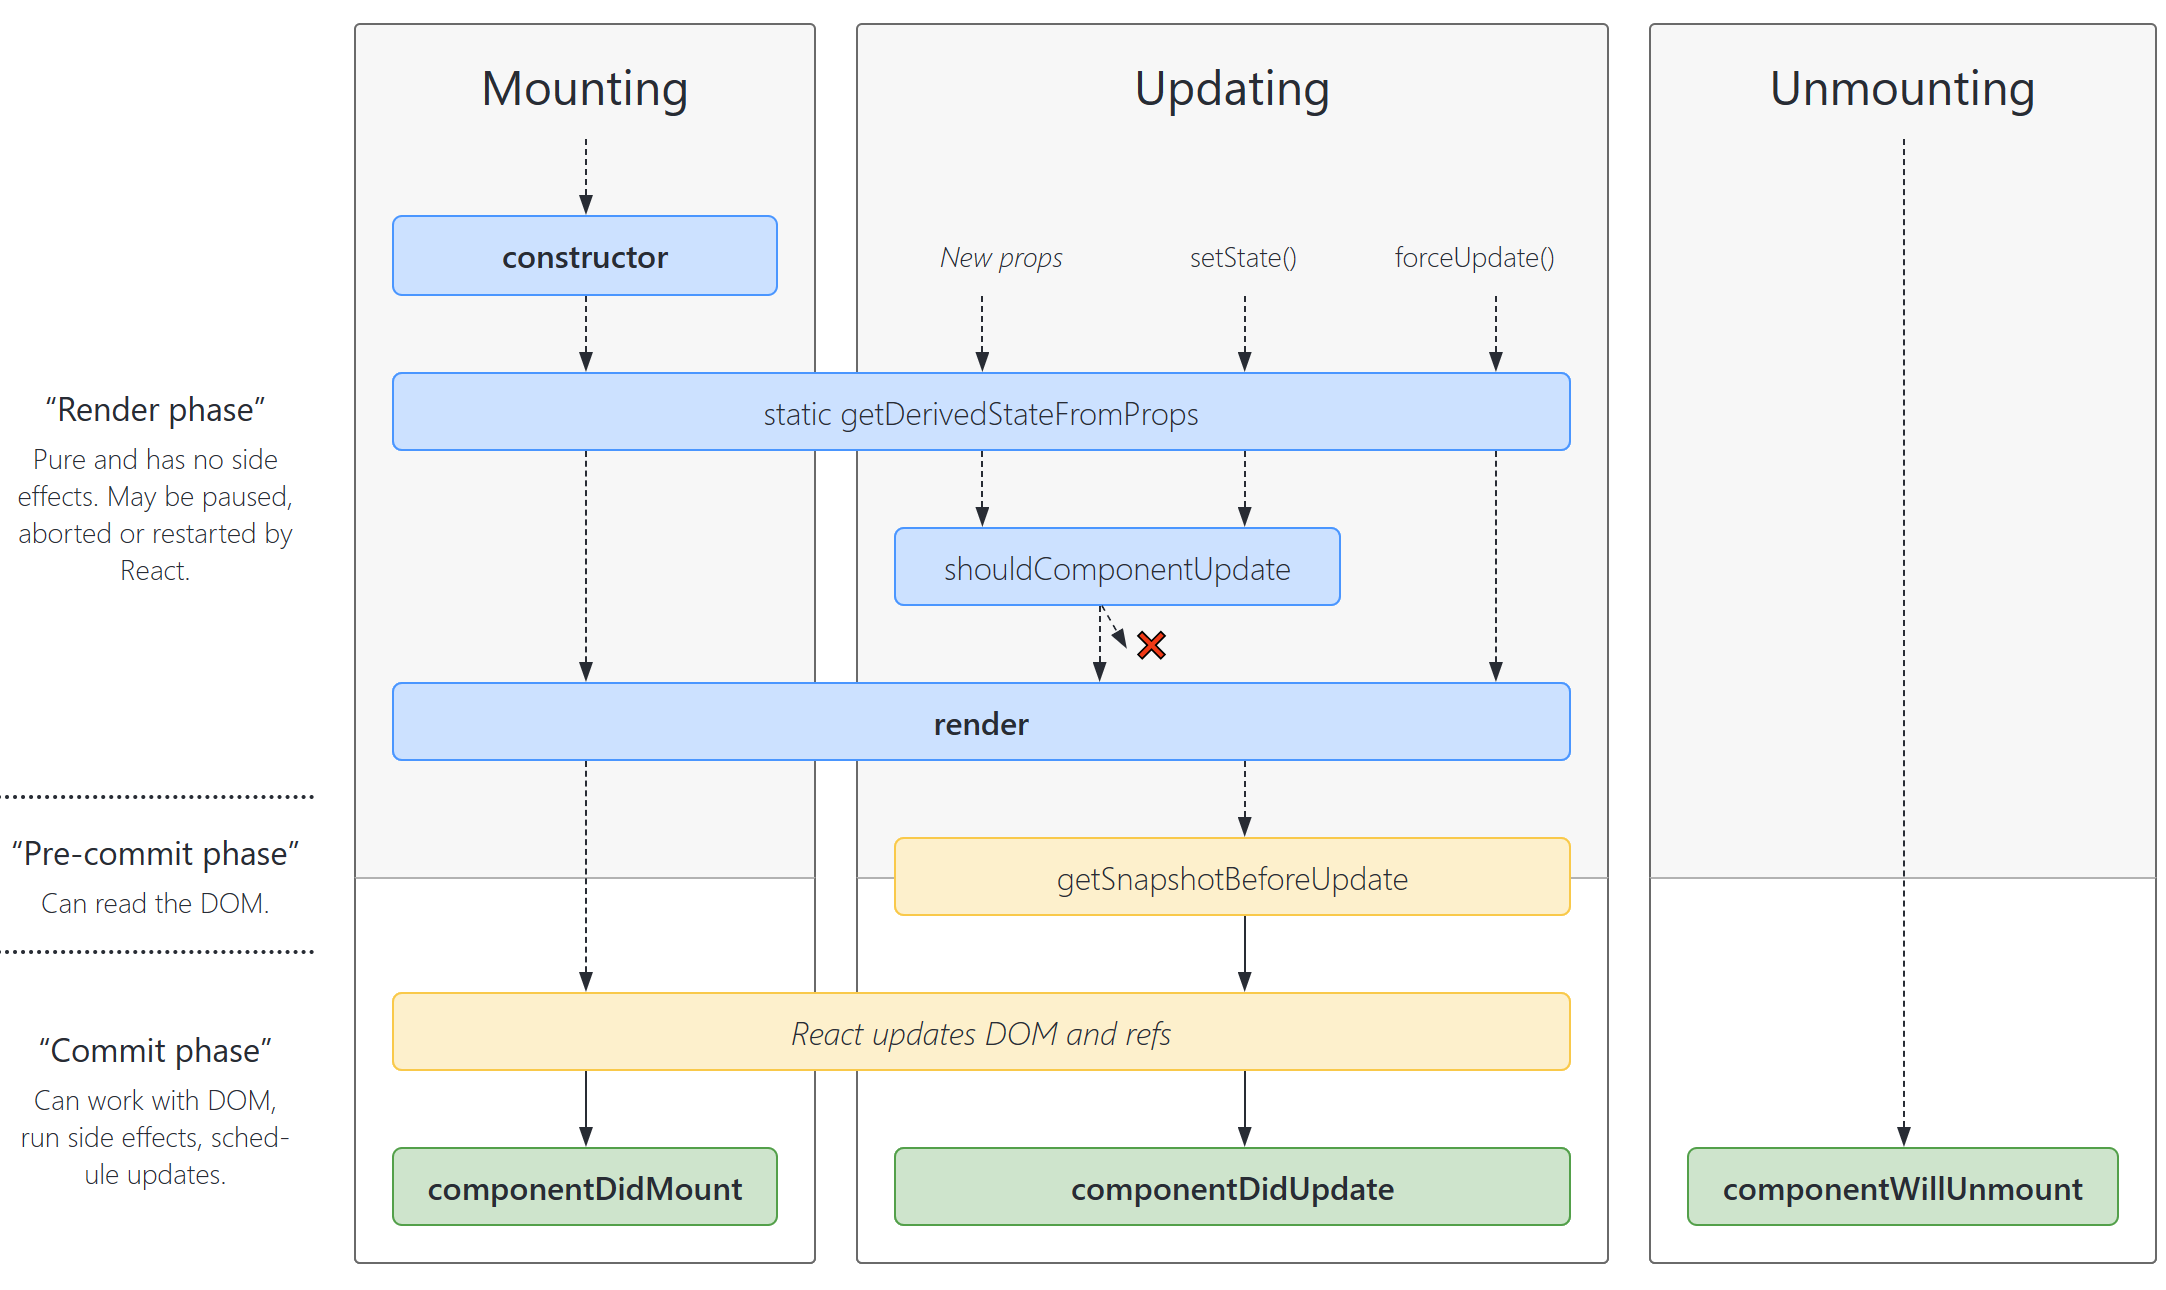 Mounting
Updating
Unmounting
constructor
New props
setState()
forceUpdate()
static getDerivedStateFromProps
“Render phase”
Pure and has no side
effects. May be paused,
aborted or restarted by
React.
shouldComponentUpdate
render
“Pre-commit phase”
Can read the DOM.
getSnapshotBeforeUpdate
React updates DOM and refs
“Commit phase”
Can work with DOM,
run side effects, sched-
ule updates.
componentDidMount
componentDidUpdate
componentWillUnmount